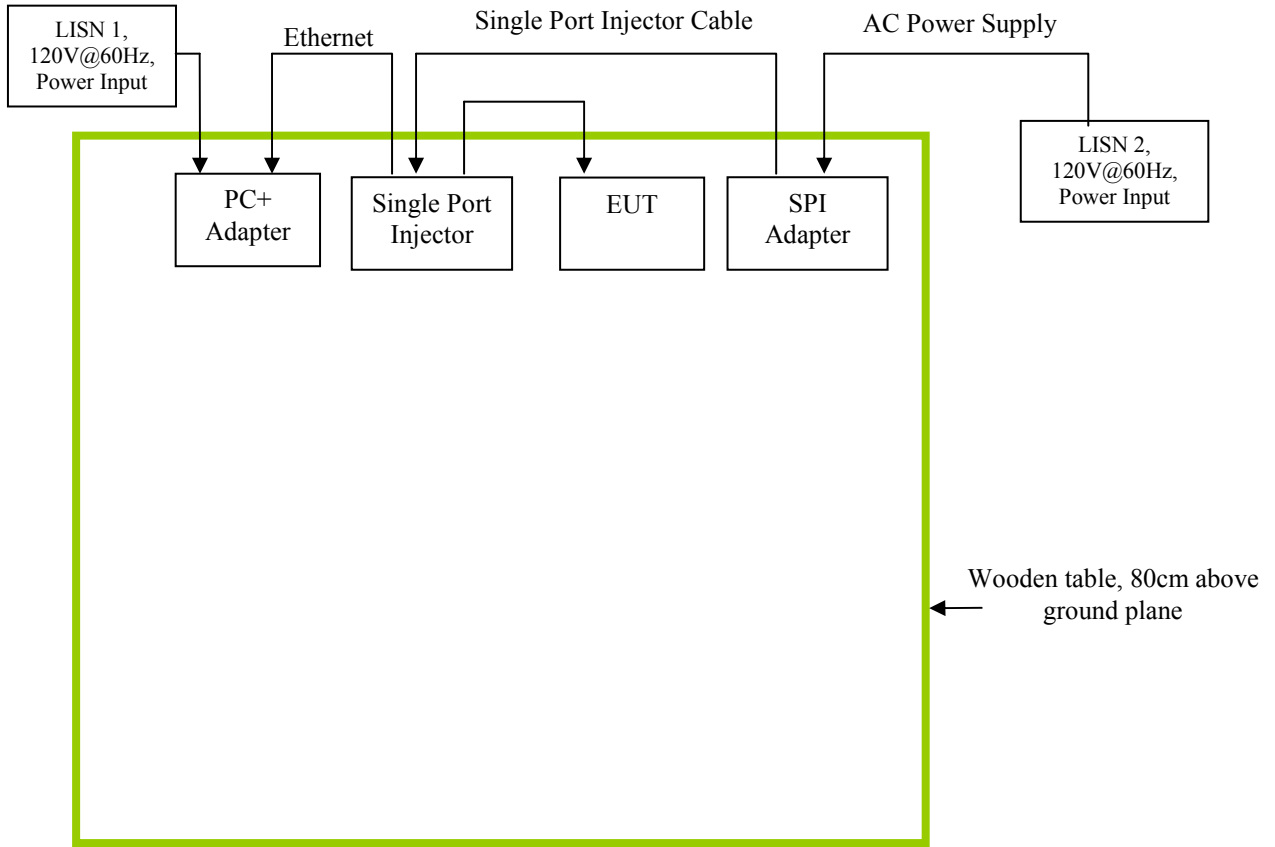 LISN 1,
120V@60Hz,
Power Input
Ethernet
Single Port Injector Cable
AC Power Supply
LISN 2,
120V@60Hz,
Power Input
PC+
Adapter
Single Port
Injector
EUT
SPI
Adapter
Wooden table, 80cm above
ground plane